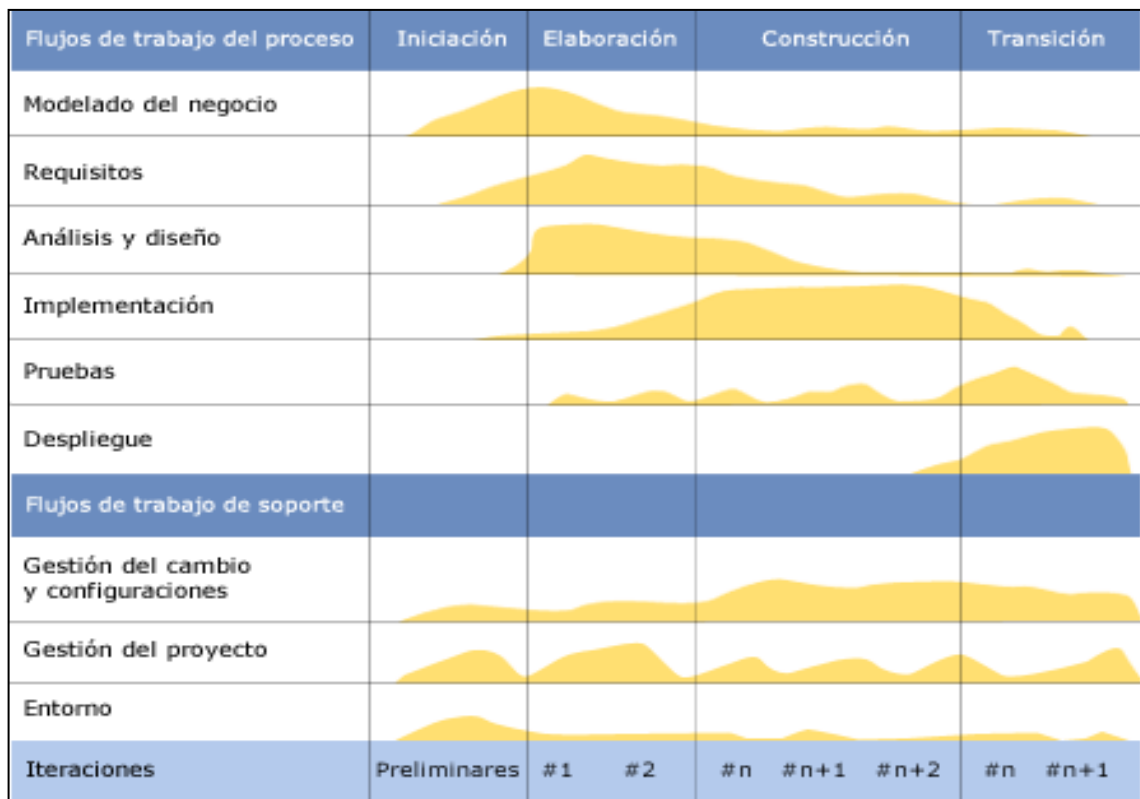 Flujos de trabajo del proceso Iniciación Elaboración Construcción Transición
Modelado del negocio
Requisitos
Análisis y diseño
Implementación
Pruebas
Despliegue
Flujos de trabajo de soporte
Gestión del cambio
y configuraciones
Gestión del proyecto
Entorno
Iteraciones Preliminares #1 #2 #n #n+1 #n+2 #n #n+1